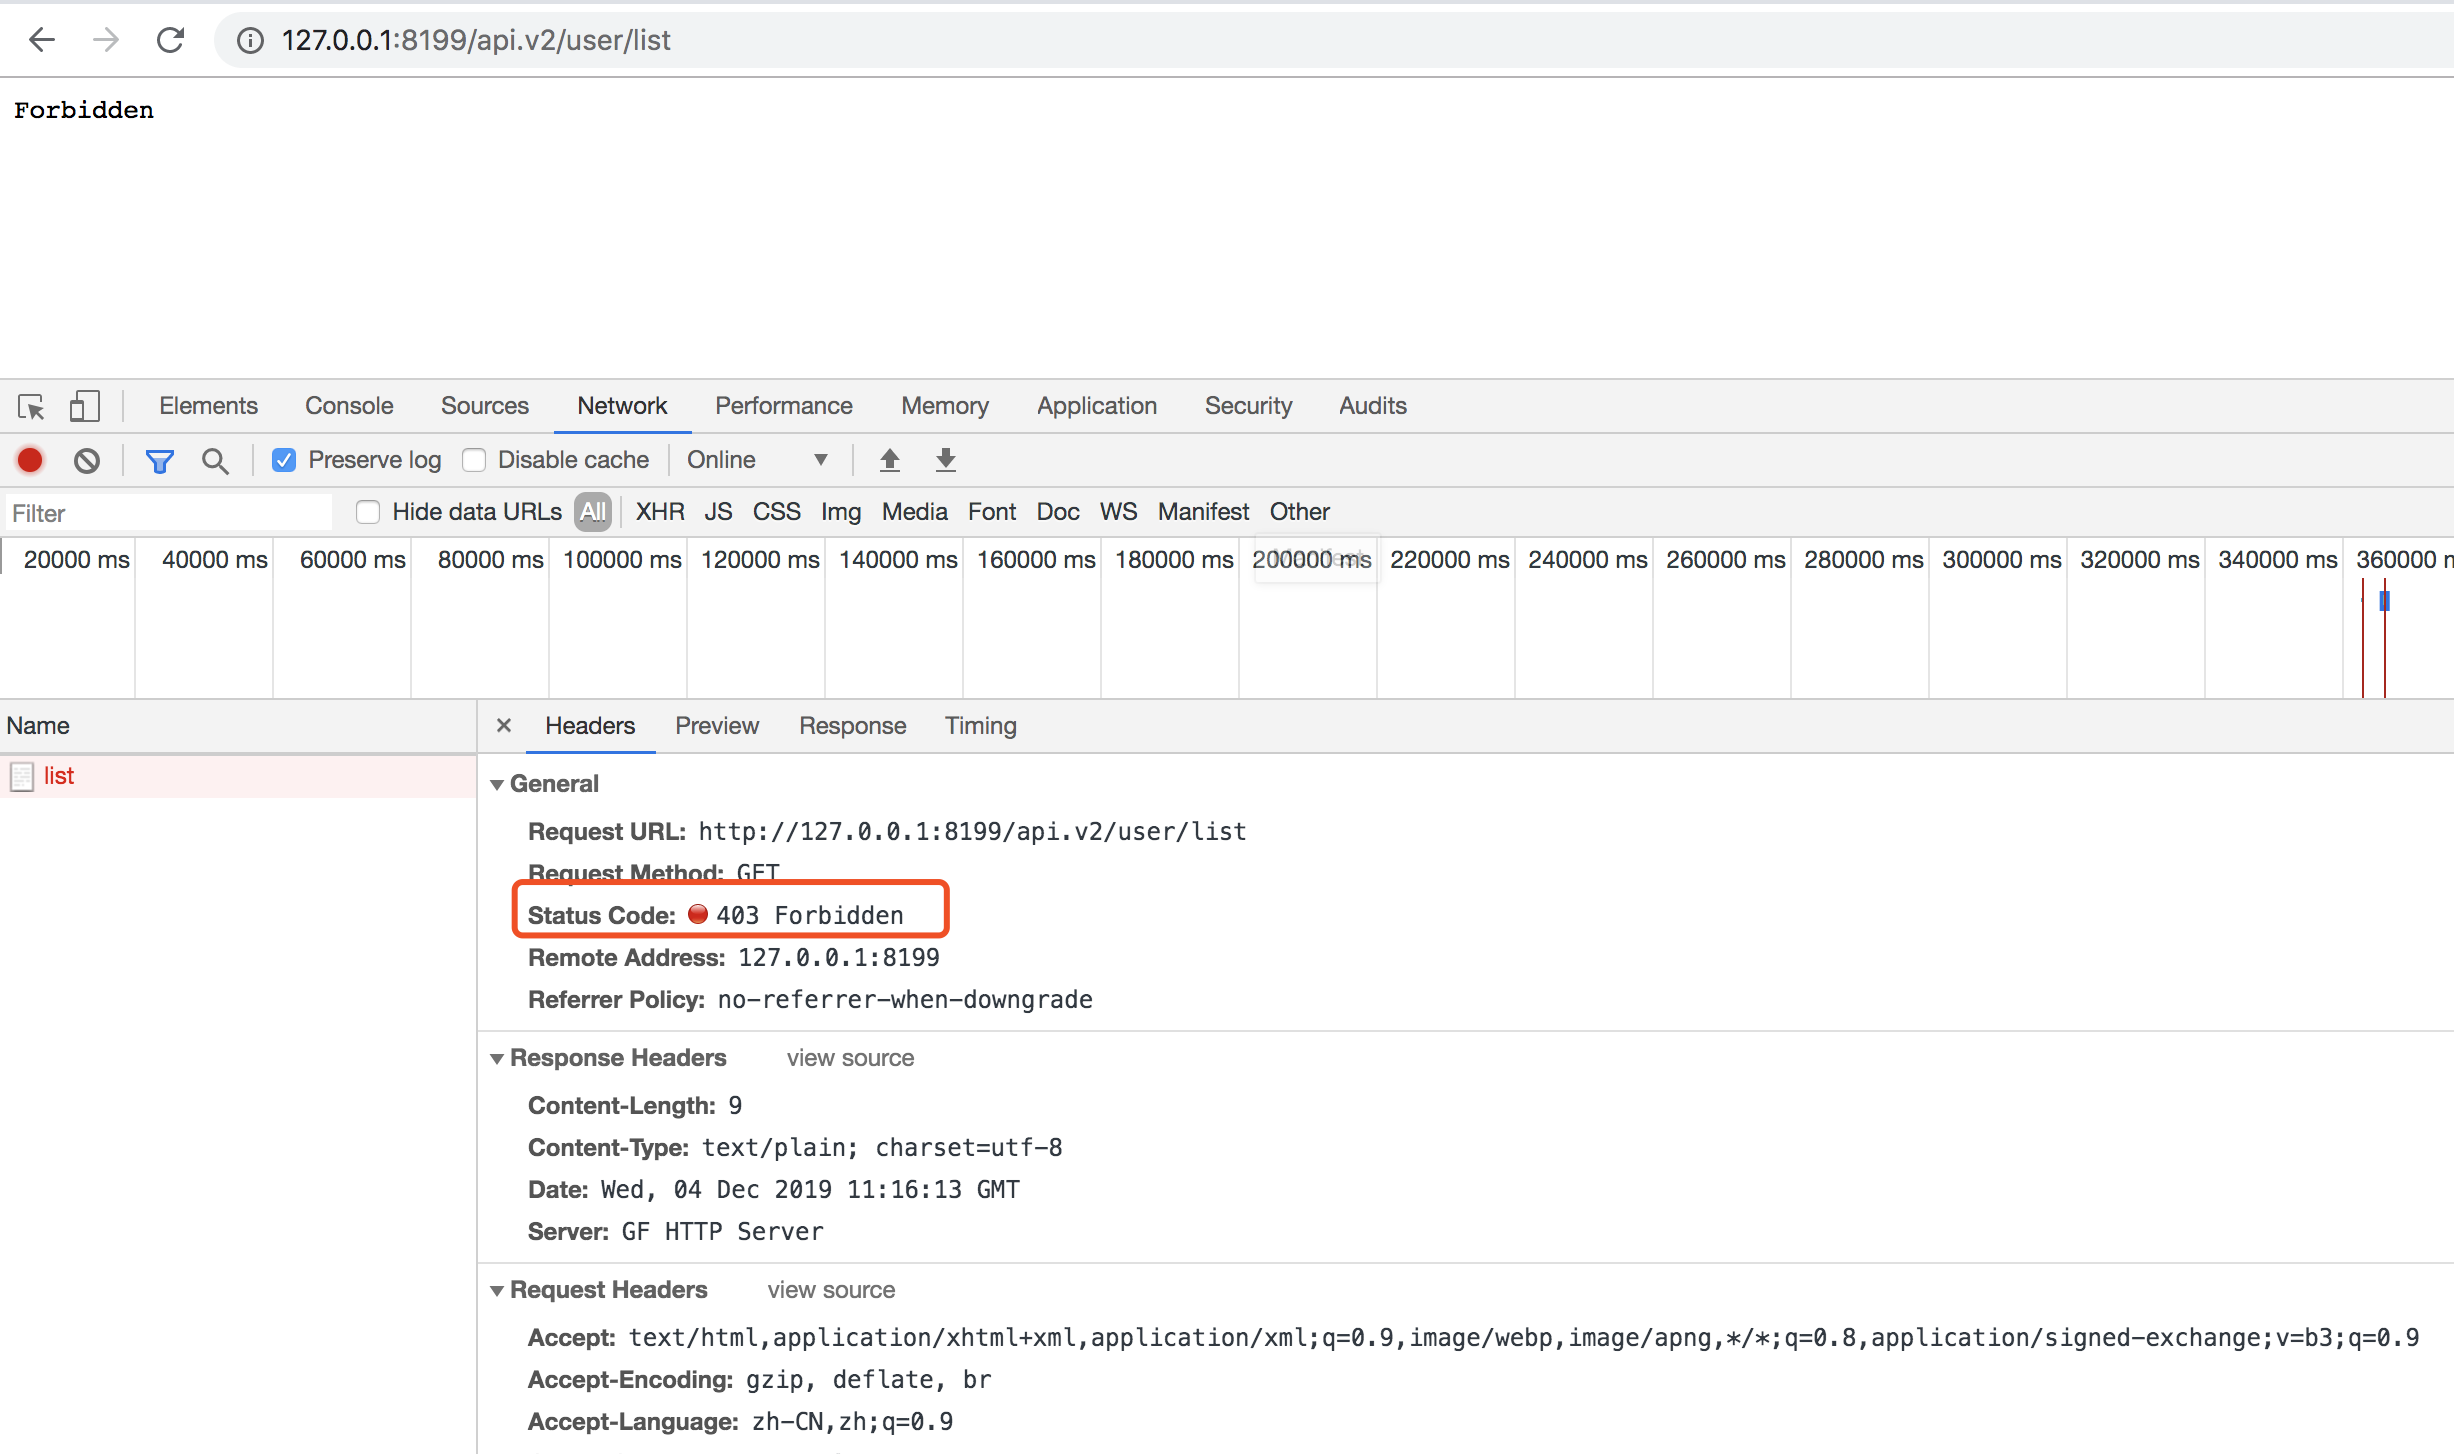 127.0.0.1:8199/api.v2/user/list
Forbidden
Elements Console Sources Network Performance Memory Application Security Audits
Preserve log Disable cache Online
Filter Hide data URLs All XHR JS CSS Img Media Font Doc WS Manifest Other
20000 ms 40000 ms 60000 ms 80000 ms 100000 ms 120000 ms 140000 ms 160000 ms 180000 ms 200000 ms 220000 ms 240000 ms 260000 ms 280000 ms 300000 ms 320000 ms 340000 ms 360000 m
Manifest
Name × Headers Preview Response Timing
list
General
Request URL: http://127.0.0.1:8199/api.v2/user/list
Request Method: GET
Status Code: 403 Forbidden
Remote Address: 127.0.0.1:8199
Referrer Policy: no-referrer-when-downgrade
Response Headers view source
Content-Length: 9
Content-Type: text/plain; charset=utf-8
Date: Wed, 04 Dec 2019 11:16:13 GMT
Server: GF HTTP Server
Request Headers view source
Accept: text/html,application/xhtml+xml,application/xml;q=0.9,image/webp,image/apng,*/*;q=0.8,application/signed-exchange;v=b3;q=0.9
Accept-Encoding: gzip, deflate, br
Accept-Language: zh-CN,zh;q=0.9